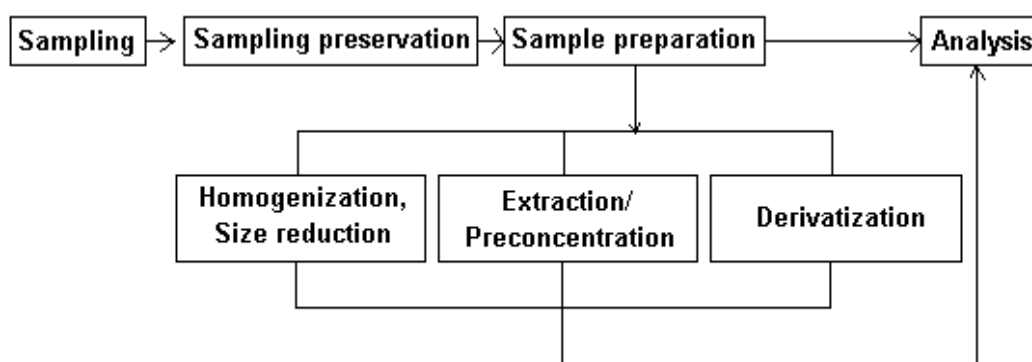 Sampling
Sampling preservation
Sample preparation
Analysis
Homogenization,
Size reduction
Extraction/
Preconcentration
Derivatization